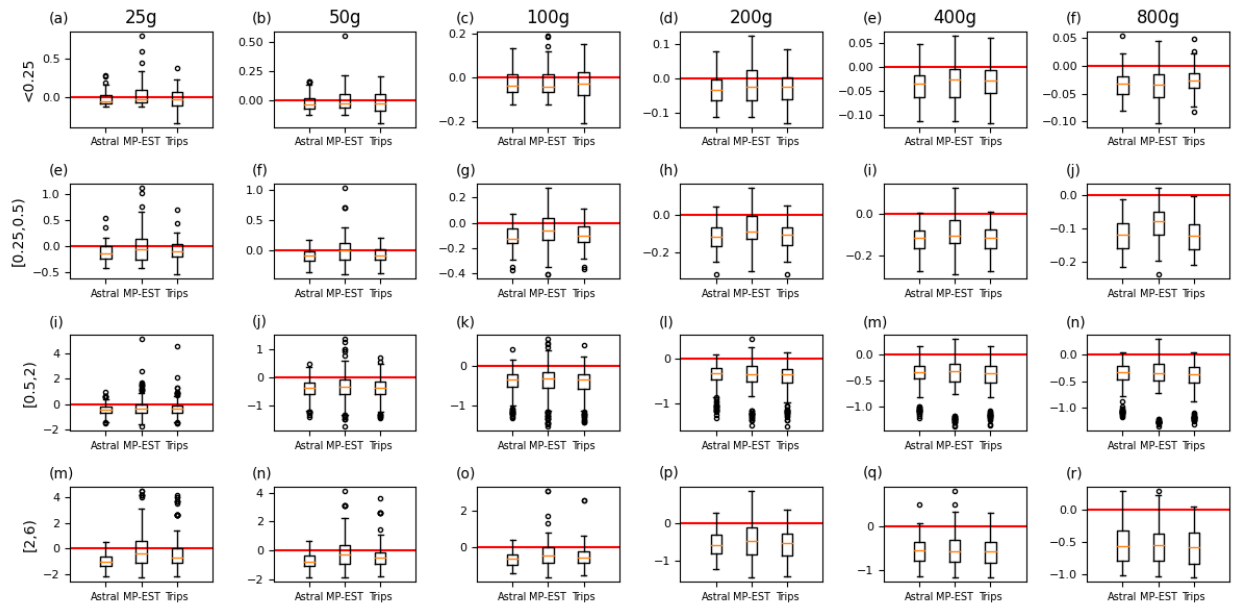 (a) 25g (b) 50g (c) 100g (d) 200g (e) 400g (f) 800g
<0.25
0.5 0.0
0.50 0.25 0.00
0.2 0.0 −0.2
0.1 0.0 −0.1
0.05 0.00 −0.05 −0.10
0.05 0.00 −0.05 −0.10
Astral MP-EST Trips Astral MP-EST Trips Astral MP-EST Trips Astral MP-EST Trips Astral MP-EST Trips Astral MP-EST Trips
(e) (f) (g) (h) (i) (j)
[0.25,0.5)
1.0 0.5 0.0 −0.5
1.0 0.5 0.0
0.2 0.0 −0.2 −0.4
0.0 −0.2
0.0 −0.2
0.0 −0.1 −0.2
Astral MP-EST Trips Astral MP-EST Trips Astral MP-EST Trips Astral MP-EST Trips Astral MP-EST Trips Astral MP-EST Trips
(i) (j) (k) (l) (m) (n)
[0.5,2)
4 2 0 −2
1 0 −1
0 −1
0 −1
0.0 −0.5 −1.0
0.0 −0.5 −1.0
Astral MP-EST Trips Astral MP-EST Trips Astral MP-EST Trips Astral MP-EST Trips Astral MP-EST Trips Astral MP-EST Trips
(m) (n) (o) (p) (q) (r)
[2,6)
4 2 0 −2
4 2 0 −2
2 0
0 −1
0 −1
0.0 −0.5 −1.0
Astral MP-EST Trips Astral MP-EST Trips Astral MP-EST Trips Astral MP-EST Trips Astral MP-EST Trips Astral MP-EST Trips